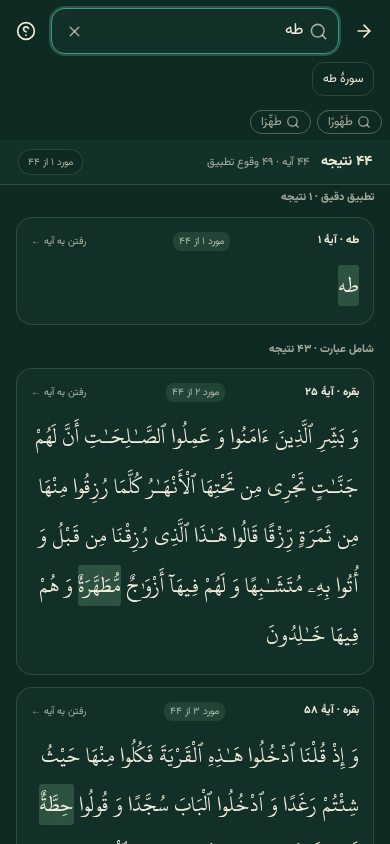 طه
سورهٔ طه
طَهُورًا
طَهِّرَا
۴۴ نتیجه
۴۴ آیه · ۴۹ وقوع تطبیق
مورد ۱ از ۴۴
تطبیق دقیق · ۱ نتیجه
طه · آیهٔ ۱
مورد ۱ از ۴۴
رفتن به آیه ←
طه
شامل عبارت · ۴۳ نتیجه
بقره · آیهٔ ۲۵
مورد ۲ از ۴۴
رفتن به آیه ←
وَ بَشِّرِ ٱلَّذِينَ ءَامَنُوا وَ عَمِلُوا ٱلصَّـٰلِحَـٰتِ أَنَّ لَهُمْ
جَنَّـٰتٍ تَجْرِى مِن تَحْتِهَا ٱلْأَنْهَـٰرُ كُلَّمَا رُزِقُوا مِنْهَا
مِن ثَمَرَةٍ رِّزْقًا قَالُوا هَـٰذَا ٱلَّذِى رُزِقْنَا مِن قَبْلُ وَ
أُتُوا بِهِۦ مُتَشَـٰبِهًا وَ لَهُمْ فِيهَآ أَزْوَٰجٌ مُّطَهَّرَةٌ وَ هُمْ
فِيهَا خَـٰلِدُونَ
بقره · آیهٔ ۵۸
مورد ۳ از ۴۴
رفتن به آیه ←
وَ إِذْ قُلْنَا ٱدْخُلُوا هَـٰذِهِ ٱلْقَرْيَةَ فَكُلُوا مِنْهَا حَيْثُ
شِئْتُمْ رَغَدًا وَ ٱدْخُلُوا ٱلْبَابَ سُجَّدًا وَ قُولُوا حِطَّةٌ